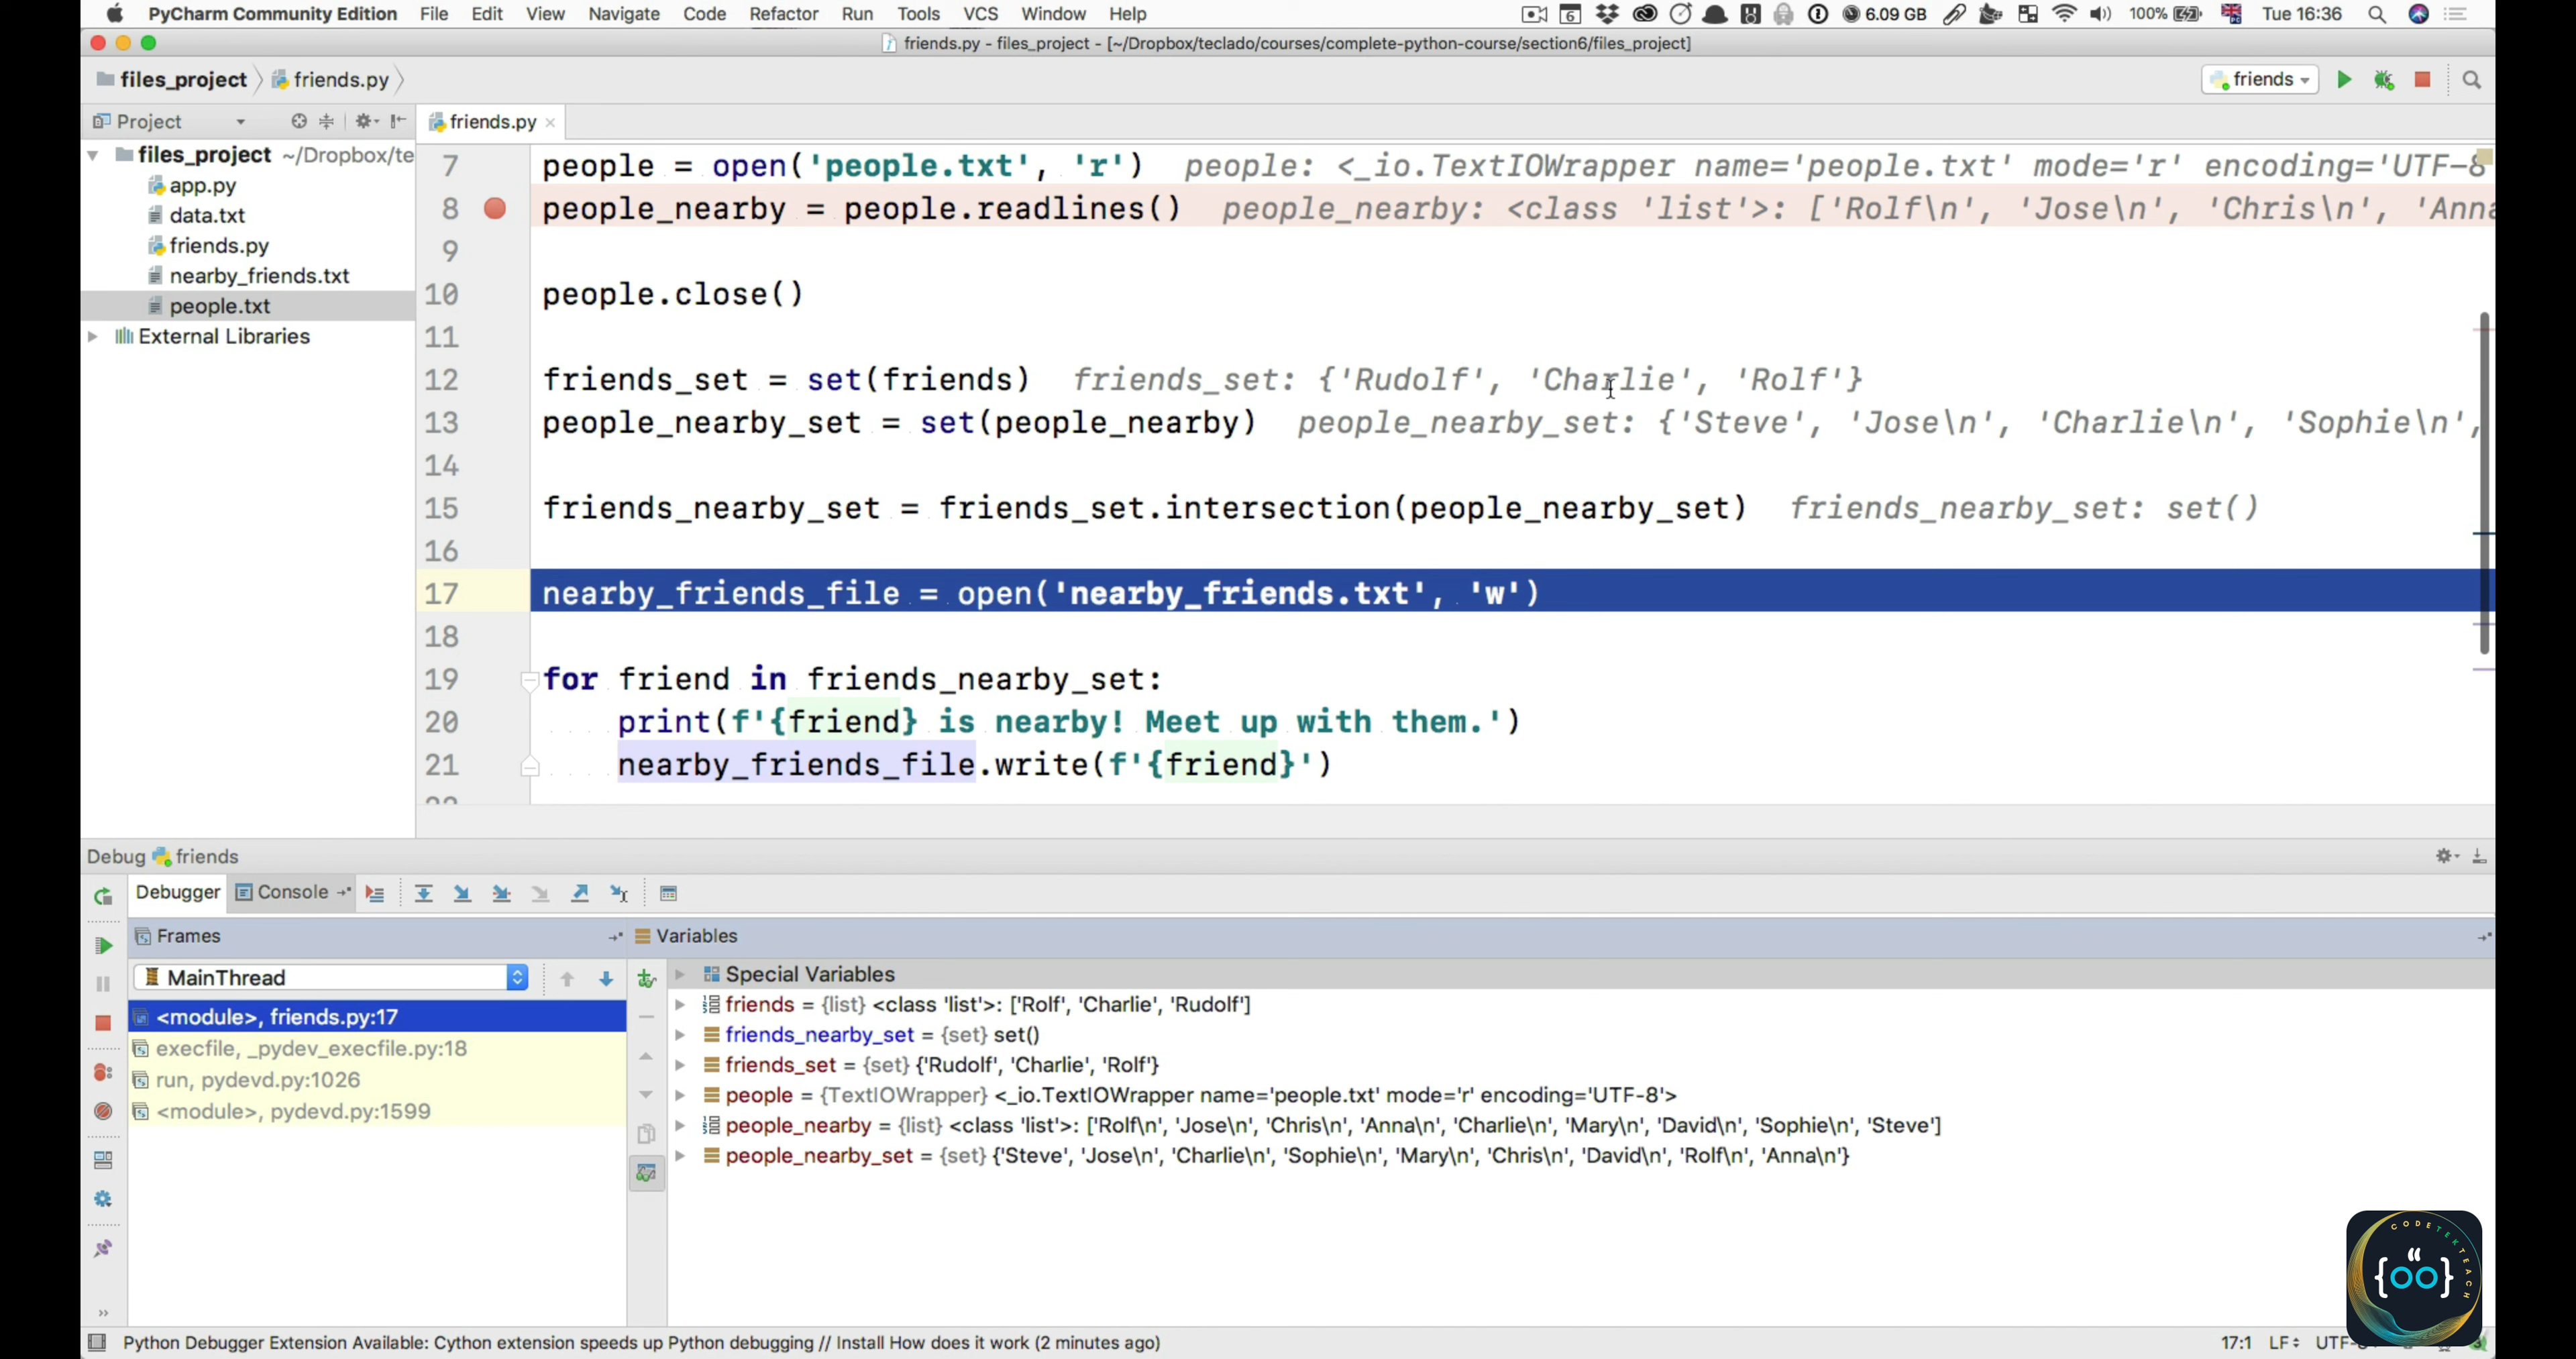 PyCharm Community Edition File Edit View Navigate Code Refactor Run Tools VCS Window Help 6 6.09 GB 100% Tue 16:36
friends.py - files_project - [~/Dropbox/teclado/courses/complete-python-course/section6/files_project]
files_project friends.py friends
Project friends.py
files_project ~/Dropbox/te
app.py
data.txt
friends.py
nearby_friends.txt
people.txt
External Libraries
7 people = open('people.txt', 'r') people: <_io.TextIOWrapper name='people.txt' mode='r' encoding='UTF-8
8 people_nearby = people.readlines() people_nearby: <class 'list'>: ['Rolf\n', 'Jose\n', 'Chris\n', 'Anna
9
10 people.close()
11
12 friends_set = set(friends) friends_set: {'Rudolf', 'Charlie', 'Rolf'}
13 people_nearby_set = set(people_nearby) people_nearby_set: {'Steve', 'Jose\n', 'Charlie\n', 'Sophie\n',
14
15 friends_nearby_set = friends_set.intersection(people_nearby_set) friends_nearby_set: set()
16
17 nearby_friends_file = open('nearby_friends.txt', 'w')
18
19 for friend in friends_nearby_set:
20 print(f'{friend} is nearby! Meet up with them.')
21 nearby_friends_file.write(f'{friend}')
22
Debug friends
Debugger Console
Frames
MainThread
<module>, friends.py:17
execfile, _pydev_execfile.py:18
run, pydevd.py:1026
<module>, pydevd.py:1599
Variables
Special Variables
friends = {list} <class 'list'>: ['Rolf', 'Charlie', 'Rudolf']
friends_nearby_set = {set} set()
friends_set = {set} {'Rudolf', 'Charlie', 'Rolf'}
people = {TextIOWrapper} <_io.TextIOWrapper name='people.txt' mode='r' encoding='UTF-8'>
people_nearby = {list} <class 'list'>: ['Rolf\n', 'Jose\n', 'Chris\n', 'Anna\n', 'Charlie\n', 'Mary\n', 'David\n', 'Sophie\n', 'Steve']
people_nearby_set = {set} {'Steve', 'Jose\n', 'Charlie\n', 'Sophie\n', 'Mary\n', 'Chris\n', 'David\n', 'Rolf\n', 'Anna\n'}
CODETEKTEACH
Python Debugger Extension Available: Cython extension speeds up Python debugging // Install How does it work (2 minutes ago) 17:1 LF